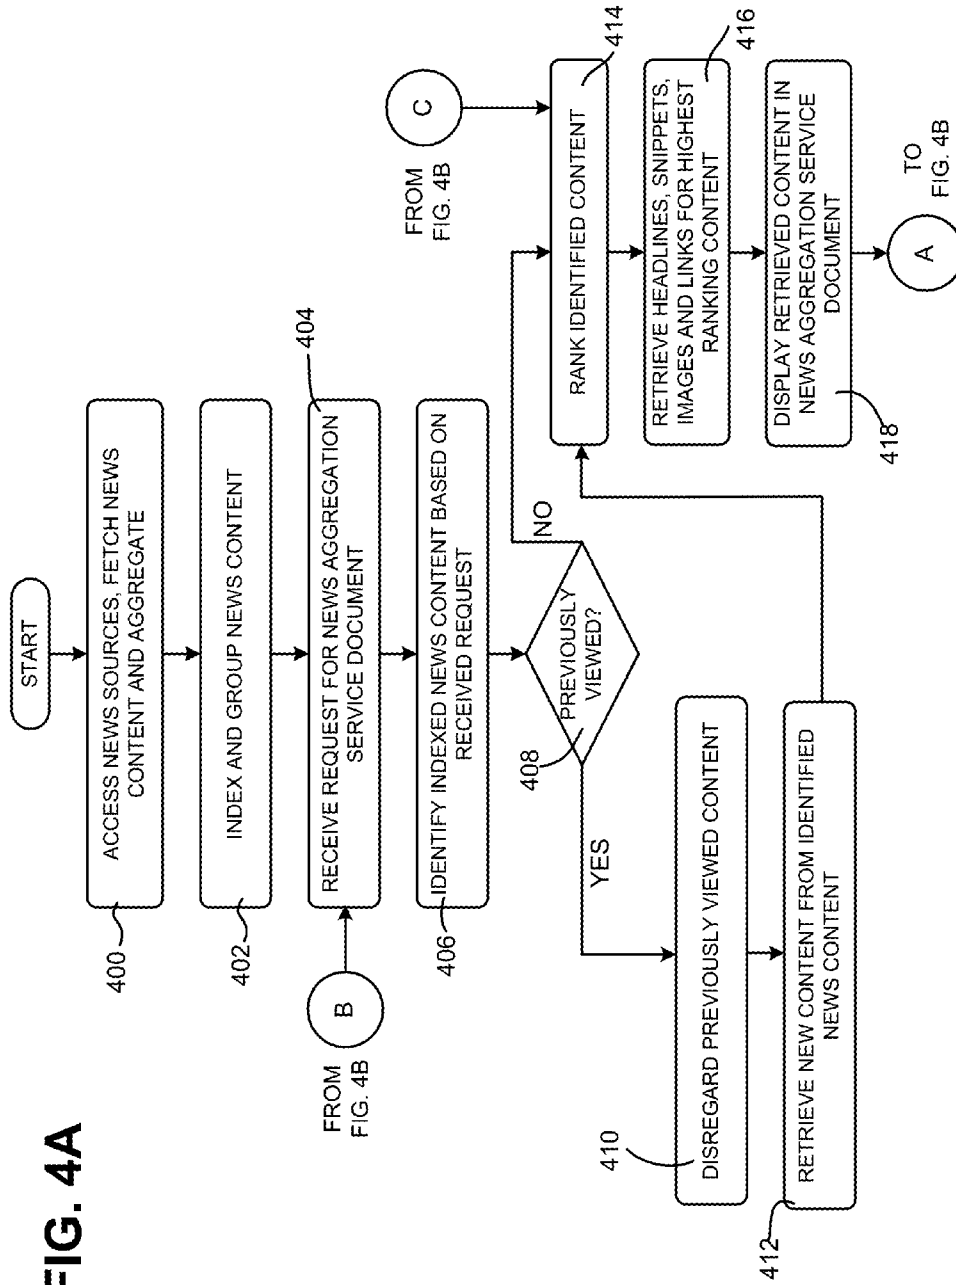 FIG. 4A
START
ACCESS NEWS SOURCES, FETCH NEWS
CONTENT AND AGGREGATE
400
INDEX AND GROUP NEWS CONTENT
402
RECEIVE REQUEST FOR NEWS AGGREGATION
SERVICE DOCUMENT
404
B
FROM
FIG. 4B
IDENTIFY INDEXED NEWS CONTENT BASED ON
RECEIVED REQUEST
406
PREVIOUSLY
VIEWED?
408
YES
NO
DISREGARD PREVIOUSLY VIEWED CONTENT
410
RETRIEVE NEW CONTENT FROM IDENTIFIED
NEWS CONTENT
412
FROM
FIG. 4B
C
RANK IDENTIFIED CONTENT
414
RETRIEVE HEADLINES, SNIPPETS,
IMAGES AND LINKS FOR HIGHEST
RANKING CONTENT
416
DISPLAY RETRIEVED CONTENT IN
NEWS AGGREGATION SERVICE
DOCUMENT
418
A
TO
FIG. 4B